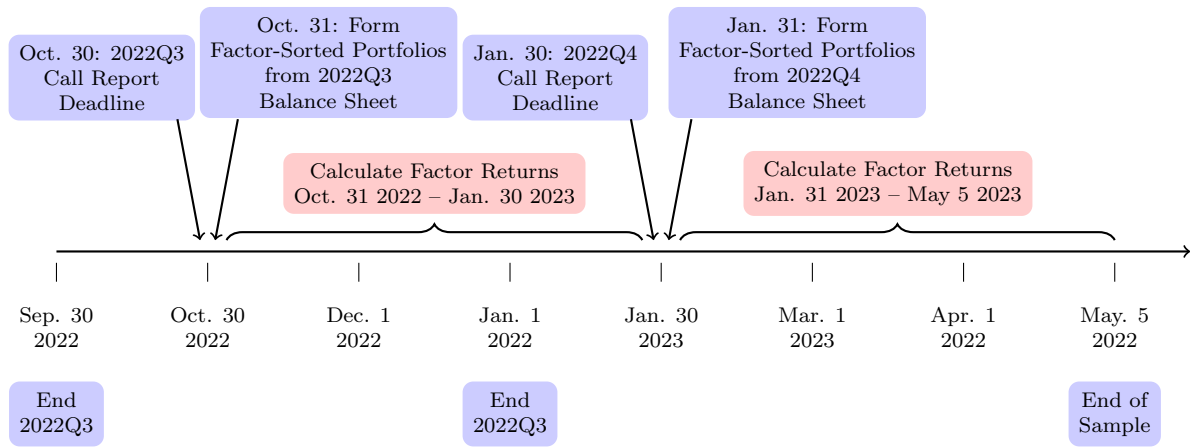 Oct. 30: 2022Q3
Call Report
Deadline
Oct. 31: Form
Factor-Sorted Portfolios
from 2022Q3
Balance Sheet
Jan. 30: 2022Q4
Call Report
Deadline
Jan. 31: Form
Factor-Sorted Portfolios
from 2022Q4
Balance Sheet
Calculate Factor Returns
Oct. 31 2022 – Jan. 30 2023
Calculate Factor Returns
Jan. 31 2023 – May 5 2023
Sep. 30
2022
Oct. 30
2022
Dec. 1
2022
Jan. 1
2022
Jan. 30
2023
Mar. 1
2023
Apr. 1
2022
May. 5
2022
End
2022Q3
End
2022Q3
End of
Sample